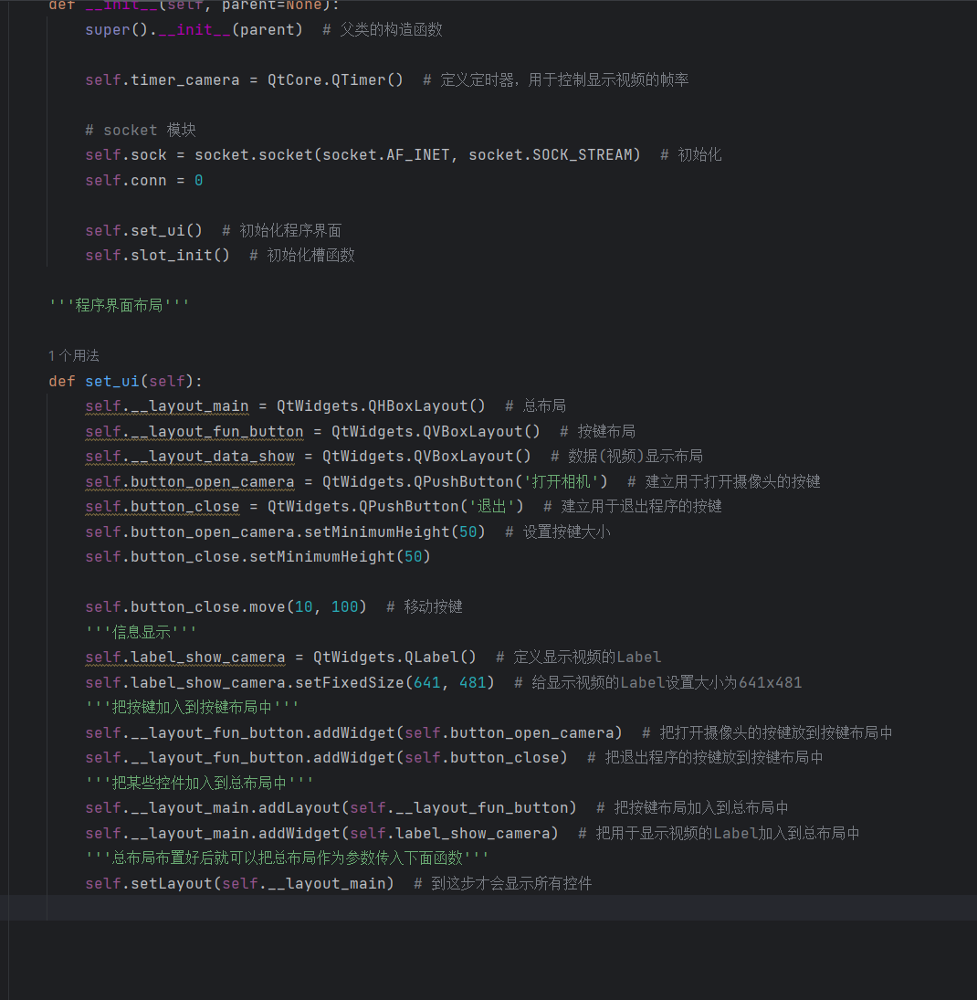 def __init__(self, parent=None):
super().__init__(parent)  # 父类的构造函数
self.timer_camera = QtCore.QTimer()  # 定义定时器，用于控制显示视频的帧率
# socket 模块
self.sock = socket.socket(socket.AF_INET, socket.SOCK_STREAM)  # 初始化
self.conn = 0
self.set_ui()  # 初始化程序界面
self.slot_init()  # 初始化槽函数
'''程序界面布局'''
1 个用法
def set_ui(self):
self.__layout_main = QtWidgets.QHBoxLayout()  # 总布局
self.__layout_fun_button = QtWidgets.QVBoxLayout()  # 按键布局
self.__layout_data_show = QtWidgets.QVBoxLayout()  # 数据(视频)显示布局
self.button_open_camera = QtWidgets.QPushButton('打开相机')  # 建立用于打开摄像头的按键
self.button_close = QtWidgets.QPushButton('退出')  # 建立用于退出程序的按键
self.button_open_camera.setMinimumHeight(50)  # 设置按键大小
self.button_close.setMinimumHeight(50)
self.button_close.move(10, 100)  # 移动按键
'''信息显示'''
self.label_show_camera = QtWidgets.QLabel()  # 定义显示视频的Label
self.label_show_camera.setFixedSize(641, 481)  # 给显示视频的Label设置大小为641x481
'''把按键加入到按键布局中'''
self.__layout_fun_button.addWidget(self.button_open_camera)  # 把打开摄像头的按键放到按键布局中
self.__layout_fun_button.addWidget(self.button_close)  # 把退出程序的按键放到按键布局中
'''把某些控件加入到总布局中'''
self.__layout_main.addLayout(self.__layout_fun_button)  # 把按键布局加入到总布局中
self.__layout_main.addWidget(self.label_show_camera)  # 把用于显示视频的Label加入到总布局中
'''总布局布置好后就可以把总布局作为参数传入下面函数'''
self.setLayout(self.__layout_main)  # 到这步才会显示所有控件